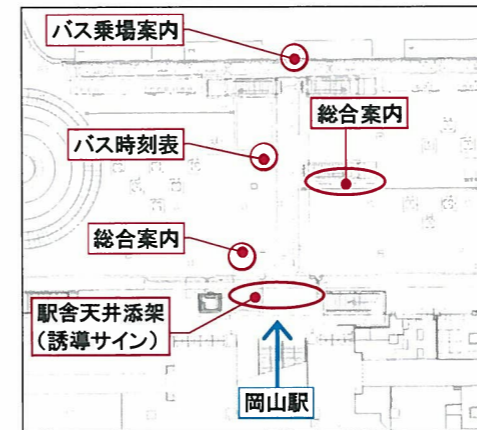 バス乗場案内
総合案内
バス時刻表
総合案内
駅舎天井添架
(誘導サイン)
岡山駅